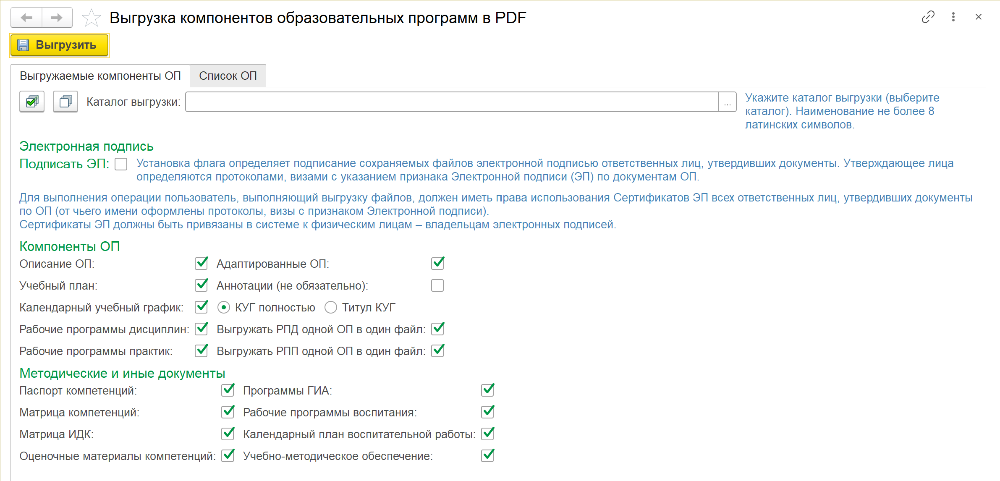 Выгрузка компонентов образовательных программ в PDF
Выгрузить
Выгружаемые компоненты ОП
Список ОП
Каталог выгрузки:
...
Укажите каталог выгрузки (выберите
каталог). Наименование не более 8
латинских символов.
Электронная подпись
Подписать ЭП:
Установка флага определяет подписание сохраняемых файлов электронной подписью ответственных лиц, утвердивших документы. Утверждающее лица
определяются протоколами, визами с указанием признака Электронной подписи (ЭП) по документам ОП.
Для выполнения операции пользователь, выполняющий выгрузку файлов, должен иметь права использования Сертификатов ЭП всех ответственных лиц, утвердивших документы
по ОП (от чьего имени оформлены протоколы, визы с признаком Электронной подписи).
Сертификаты ЭП должны быть привязаны в системе к физическим лицам – владельцам электронных подписей.
Компоненты ОП
Описание ОП: Адаптированные ОП:
Учебный план: Аннотации (не обязательно):
Календарный учебный график: КУГ полностью Титул КУГ
Рабочие программы дисциплин: Выгружать РПД одной ОП в один файл:
Рабочие программы практик: Выгружать РПП одной ОП в один файл:
Методические и иные документы
Паспорт компетенций: Программы ГИА:
Матрица компетенций: Рабочие программы воспитания:
Матрица ИДК: Календарный план воспитательной работы:
Оценочные материалы компетенций: Учебно-методическое обеспечение: